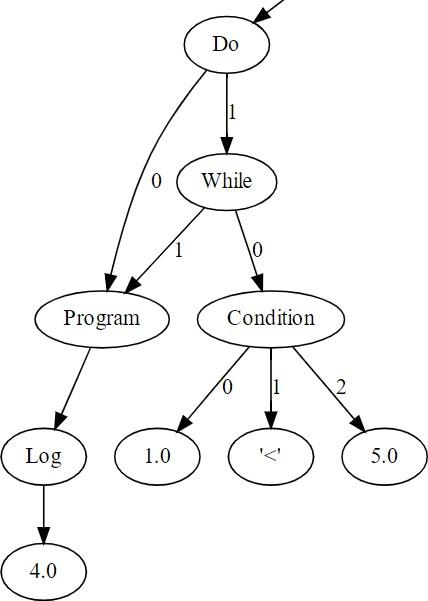 Do
1
0
While
1
0
Program
Condition
0
1
2
Log
1.0
'<'
5.0
4.0